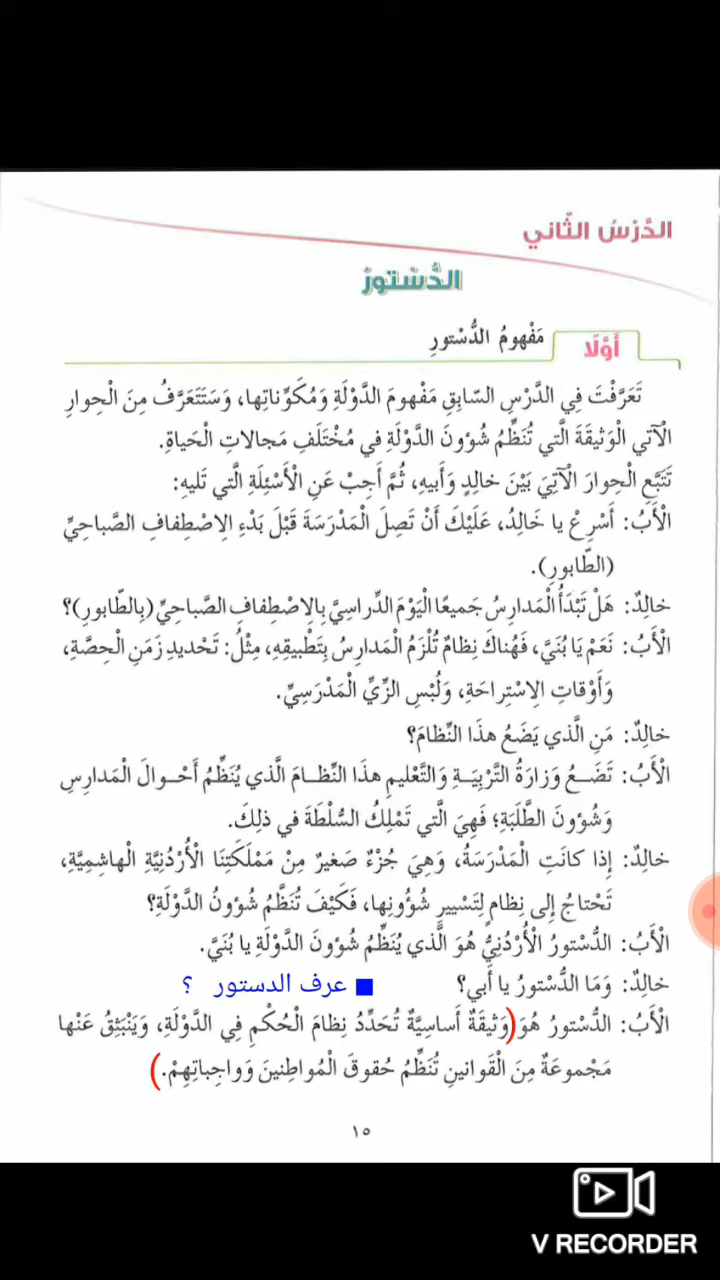 الدَّرْسُ الثَّاني
الدُّسْتورُ
أَوَّلًا
مَفْهومُ الدُّسْتورِ
تَعَرَّفْتَ فِي الدَّرْسِ السّابِقِ مَفْهومَ الدَّوْلَةِ وَمُكَوِّناتِها، وَسَتَتَعَرَّفُ مِنَ الْحِوارِ
الْآتي الْوَثيقَةَ الَّتي تُنَظِّمُ شُؤونَ الدَّوْلَةِ في مُخْتَلَفِ مَجالاتِ الْحَياةِ.
تَتَبَّعِ الْحِوارَ الْآتِيَ بَيْنَ خالِدٍ وَأَبيهِ، ثُمَّ أَجِبْ عَنِ الْأَسْئِلَةِ الَّتي تَليهِ:
الْأَبُ: أَسْرِعْ يا خَالِدُ، عَلَيْكَ أَنْ تَصِلَ الْمَدْرَسَةَ قَبْلَ بَدْءِ الِاصْطِفافِ الصَّباحِيِّ
(الطّابورِ).
خالِدٌ: هَلْ تَبْدَأُ الْمَدارِسُ جَميعًا الْيَوْمَ الدِّراسِيَّ بِالِاصْطِفافِ الصَّباحِيِّ (بِالطّابورِ)؟
الْأَبُ: نَعَمْ يَا بُنَيَّ، فَهُناكَ نِظامٌ تُلْزَمُ الْمَدارِسُ بِتَطْبيقِهِ، مِثْلُ: تَحْديدِ زَمَنِ الْحِصَّةِ،
وَأَوْقاتِ الِاسْتِراحَةِ، وَلُبْسِ الزِّيِّ الْمَدْرَسِيِّ.
خالِدٌ: مَنِ الَّذي يَضَعُ هذَا النِّظامَ؟
الْأَبُ: تَضَعُ وَزارَةُ التَّرْبِيَةِ وَالتَّعْليمِ هذَا النِّظامَ الَّذي يُنَظِّمُ أَحْوالَ الْمَدارِسِ
وَشُؤونَ الطَّلَبَةِ؛ فَهِيَ الَّتي تَمْلِكُ السُّلْطَةَ في ذلِكَ.
خالِدٌ: إِذا كانَتِ الْمَدْرَسَةُ، وَهِيَ جُزْءٌ صَغيرٌ مِنْ مَمْلَكَتِنَا الْأُرْدُنِيَّةِ الْهاشِمِيَّةِ،
تَحْتاجُ إِلى نِظامٍ لِتَسْييرِ شُؤُونِها، فَكَيْفَ تُنَظَّمُ شُؤونُ الدَّوْلَةِ؟
الْأَبُ: الدُّسْتورُ الْأُرْدُنِيُّ هُوَ الَّذي يُنَظِّمُ شُؤونَ الدَّوْلَةِ يا بُنَيَّ.
خالِدٌ: وَمَا الدُّسْتورُ يا أَبي؟ ■ عرف الدستور ؟
الْأَبُ: الدُّسْتورُ هُوَ (وَثيقَةٌ أَساسِيَّةٌ تُحَدِّدُ نِظامَ الْحُكْمِ فِي الدَّوْلَةِ، وَيَنْبَثِقُ عَنْها
مَجْموعَةٌ مِنَ الْقَوانينِ تُنَظِّمُ حُقوقَ الْمُواطِنينَ وَواجِباتِهِمْ.)
١٥
V RECORDER